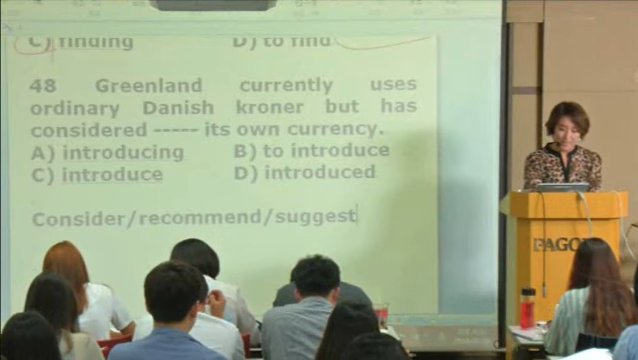 C) finding D) to find
48 Greenland currently uses
ordinary Danish kroner but has
considered ----- its own currency.
A) introducing B) to introduce
C) introduce D) introduced
Consider/recommend/suggest
PAGO